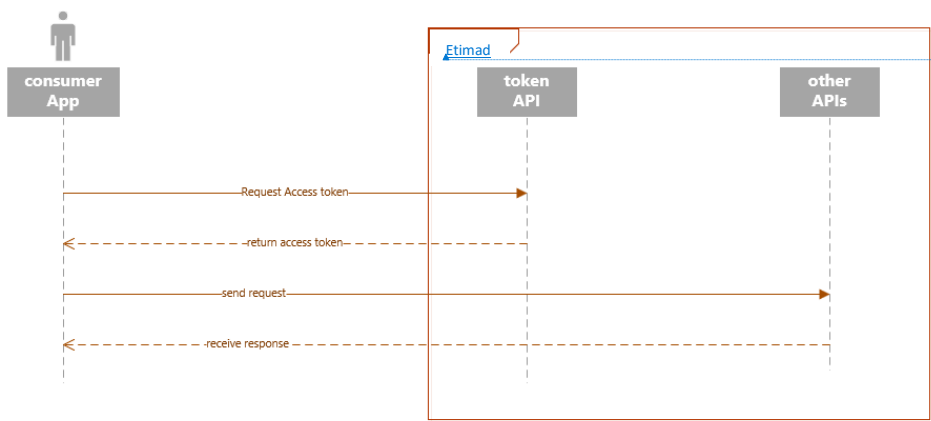 Etimad
consumer
App
token
API
other
APIs
Request Access token
return access token
send request
receive response